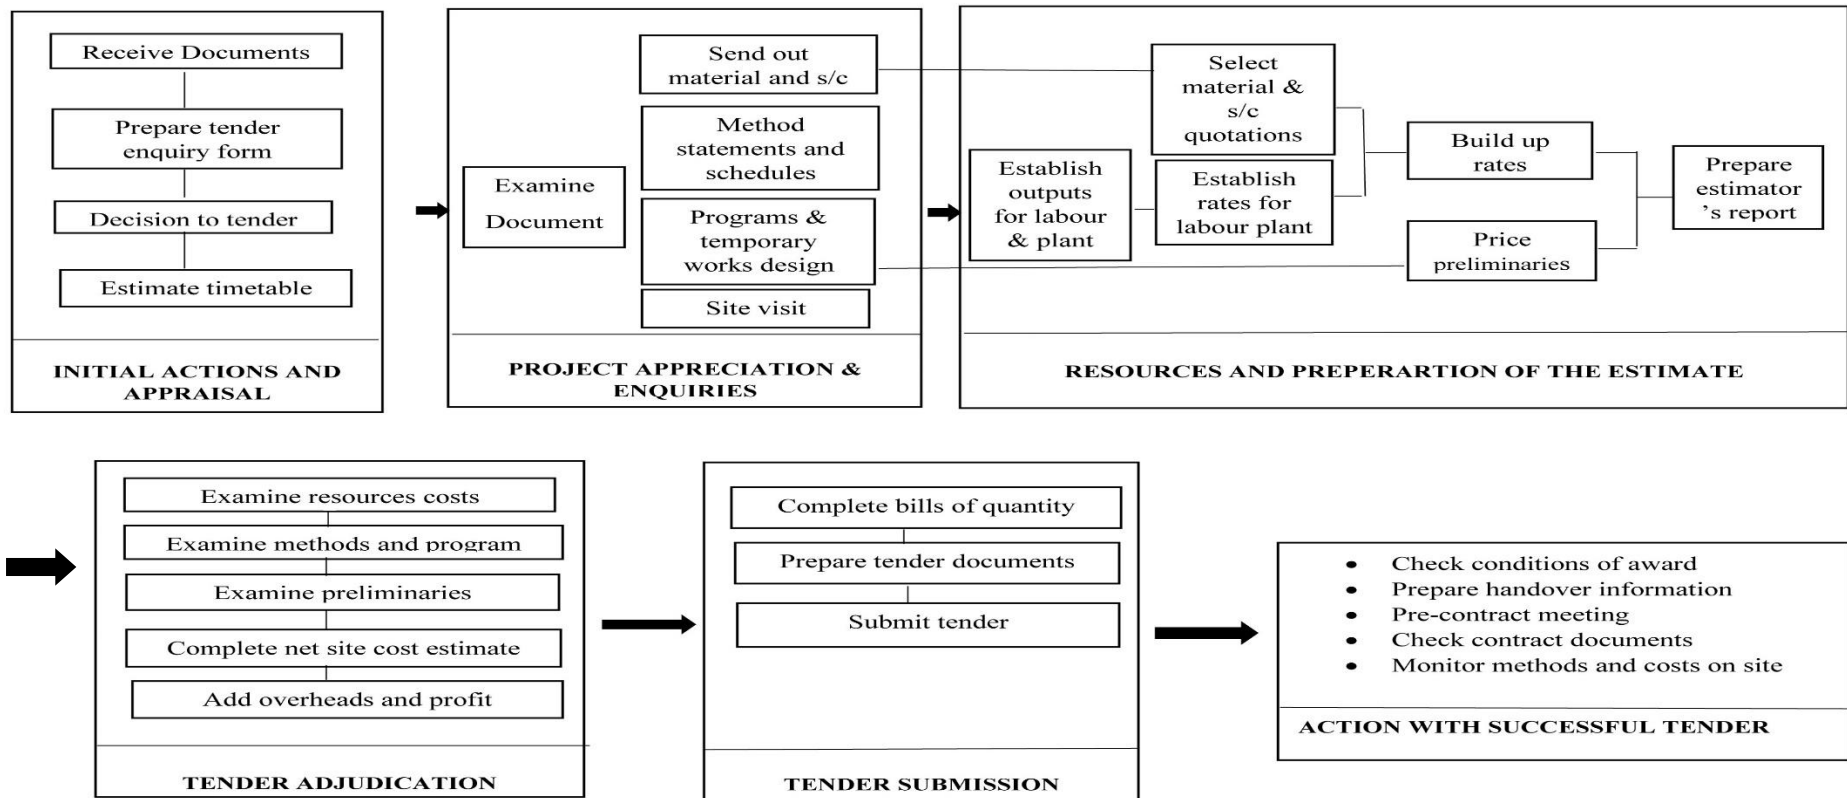 Receive Documents
Prepare tender
enquiry form
Decision to tender
Estimate timetable
INITIAL ACTIONS AND
APPRAISAL
Examine
Document
Send out
material and s/c
Method
statements and
schedules
Programs &
temporary
works design
Site visit
PROJECT APPRECIATION &
ENQUIRIES
Establish
outputs
for labour
& plant
Select
material &
s/c
quotations
Establish
rates for
labour plant
Build up
rates
Price
preliminaries
Prepare
estimator
's report
RESOURCES AND PREPERARTION OF THE ESTIMATE
Examine resources costs
Examine methods and program
Examine preliminaries
Complete net site cost estimate
Add overheads and profit
TENDER ADJUDICATION
Complete bills of quantity
Prepare tender documents
Submit tender
TENDER SUBMISSION
• Check conditions of award
• Prepare handover information
• Pre-contract meeting
• Check contract documents
• Monitor methods and costs on site
ACTION WITH SUCCESSFUL TENDER